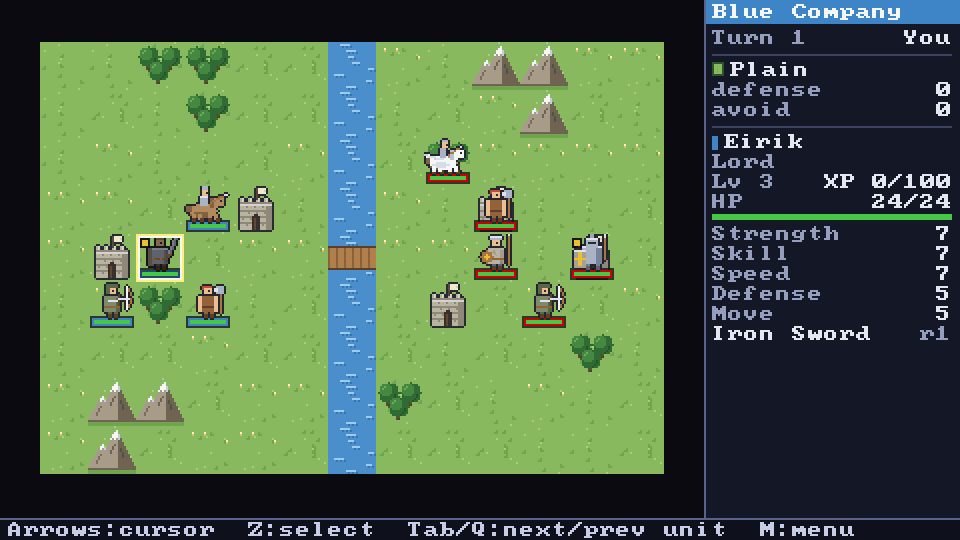 Blue Company
Turn 1 You
Plain
defense 0
avoid 0
Eirik
Lord
Lv 3 XP 0/100
HP 24/24
Strength 7
Skill 7
Speed 7
Defense 5
Move 5
Iron Sword r1
Arrows:cursor Z:select Tab/Q:next/prev unit M:menu